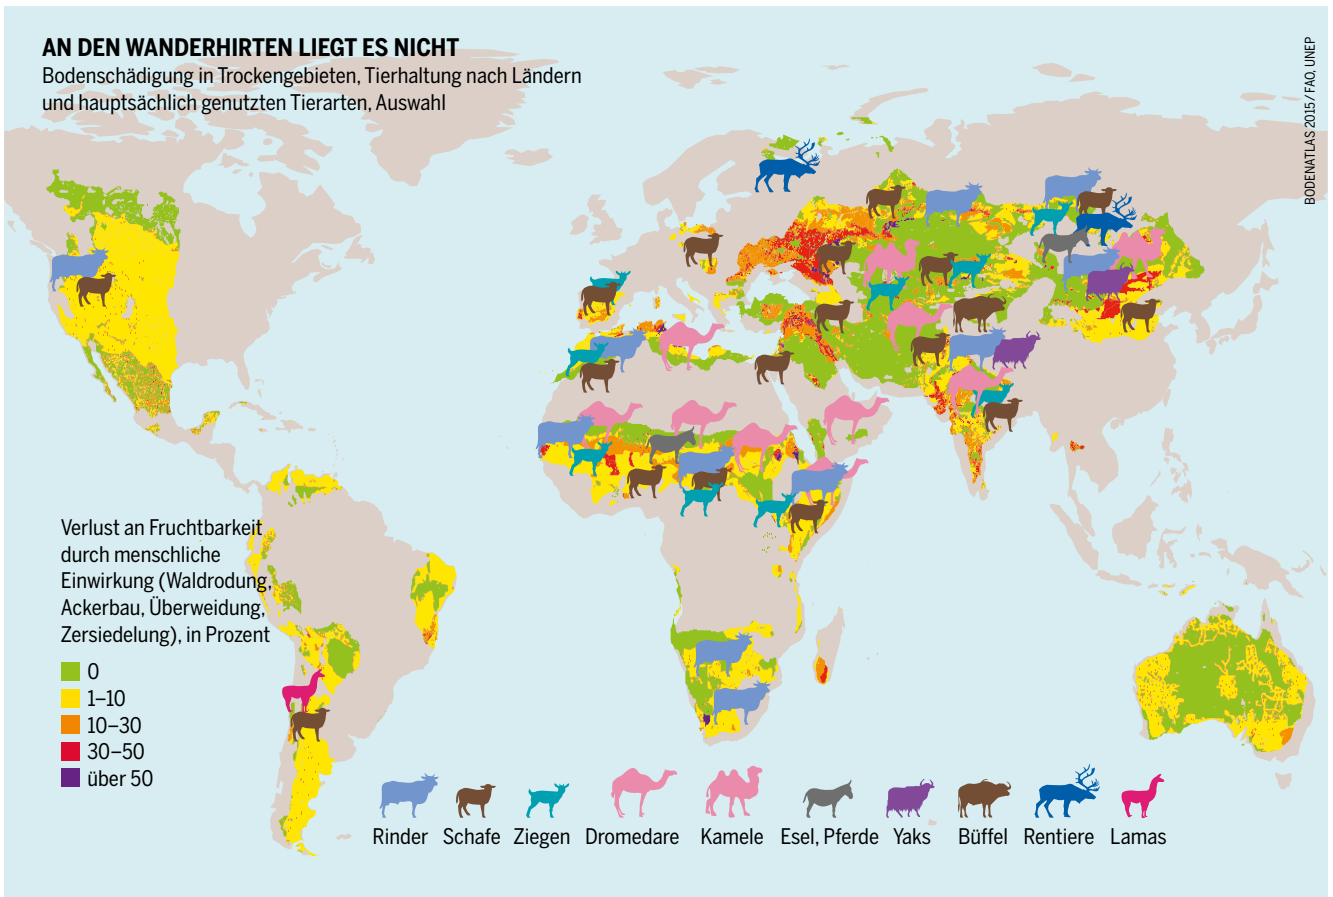 AN DEN WANDERHIRTEN LIEGT ES NICHT
Bodenschädigung in Trockengebieten, Tierhaltung nach Ländern
und hauptsächlich genutzten Tierarten, Auswahl
BODENATLAS 2015 / FAO, UNEP
Verlust an Fruchtbarkeit
durch menschliche
Einwirkung (Waldrodung,
Ackerbau, Überweidung,
Zersiedelung), in Prozent
0
1–10
10–30
30–50
über 50
Rinder Schafe Ziegen Dromedare Kamele Esel, Pferde Yaks Büffel Rentiere Lamas